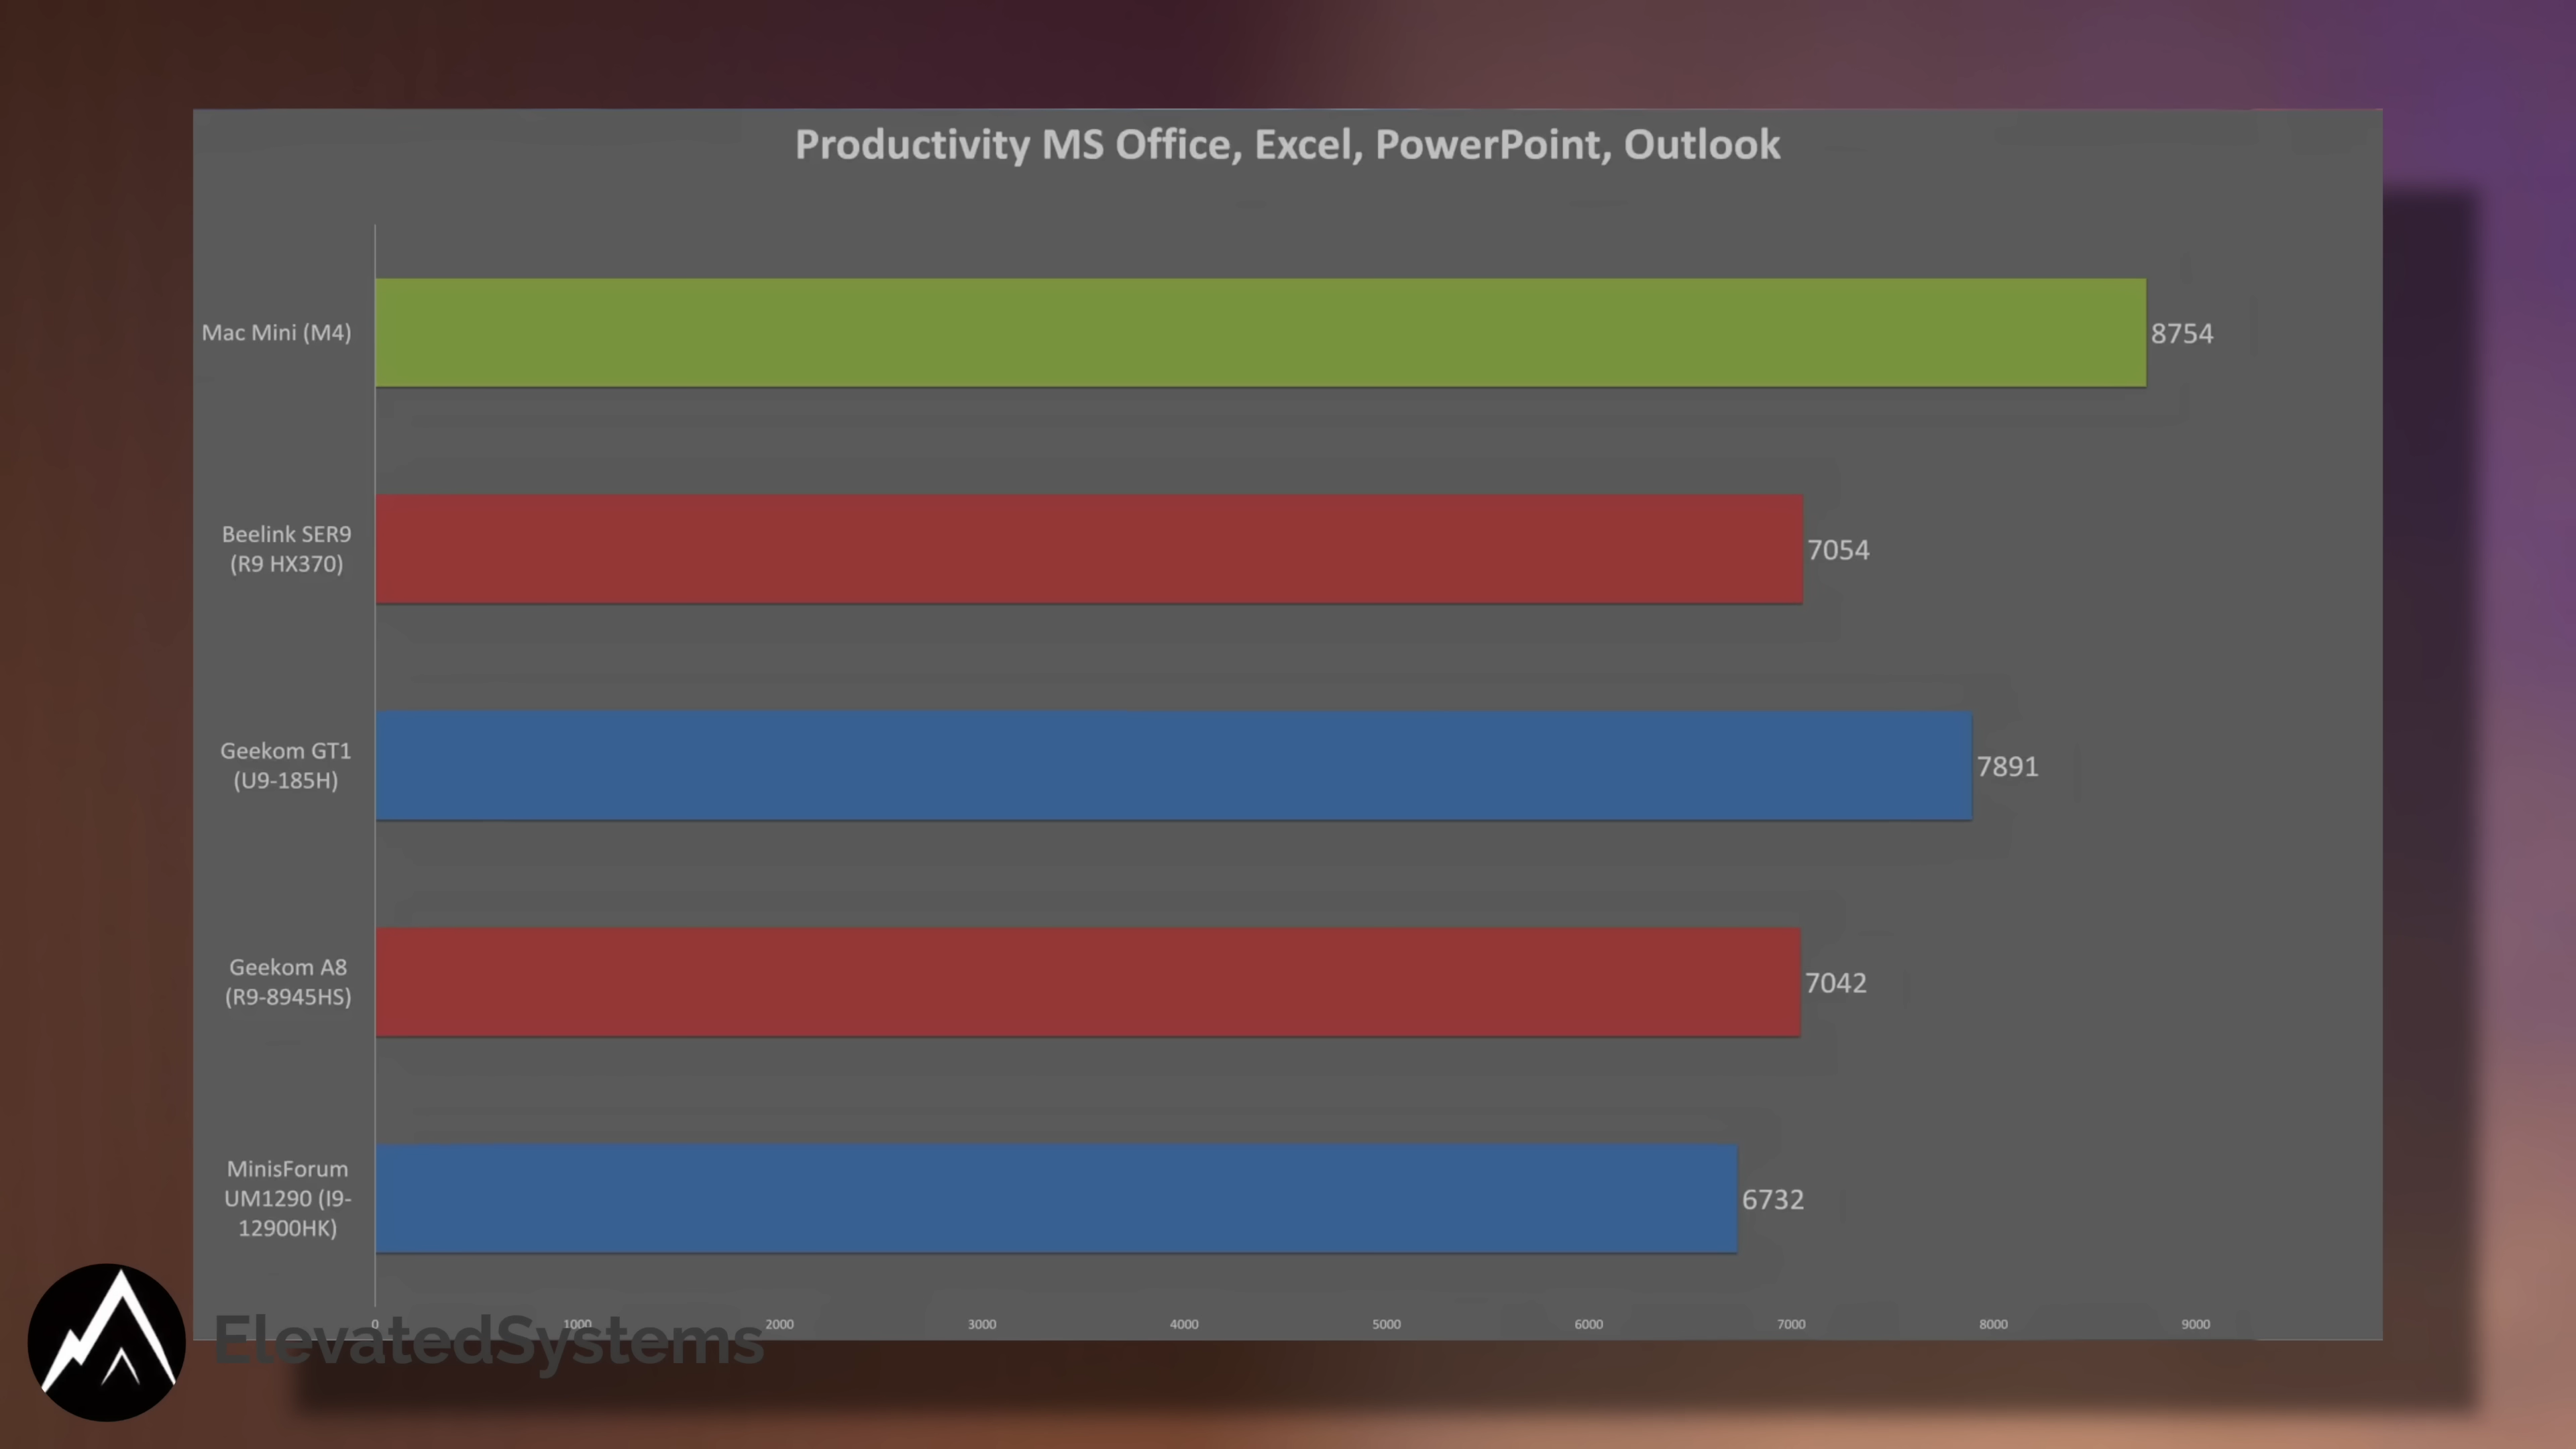 Productivity MS Office, Excel, PowerPoint, Outlook
Mac Mini (M4)
8754
Beelink SER9
(R9 HX370)
7054
Geekom GT1
(U9-185H)
7891
Geekom A8
(R9-8945HS)
7042
MinisForum
UM1290 (I9-
12900HK)
6732
0 1000 2000 3000 4000 5000 6000 7000 8000 9000
ElevatedSystems